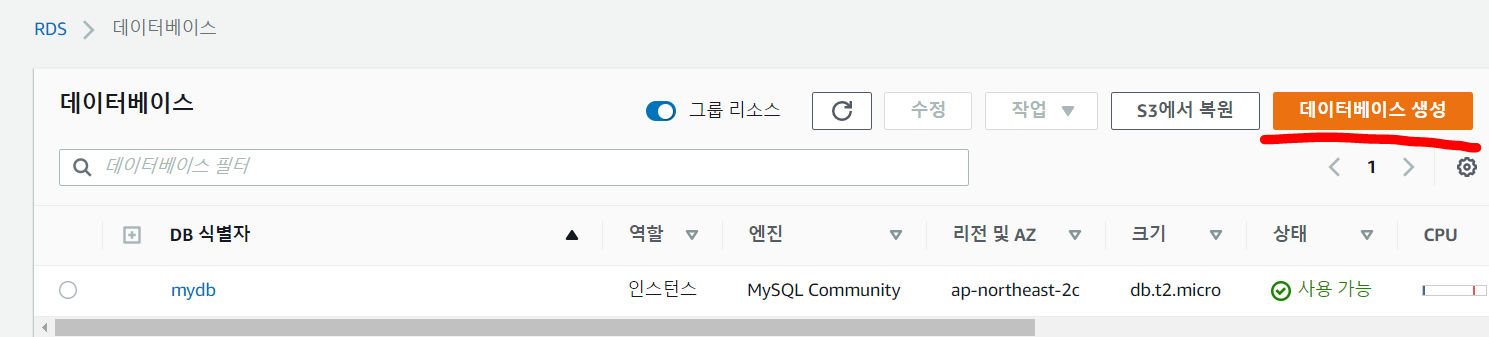 RDS 데이터베이스
데이터베이스
그룹 리소스 수정 작업 S3에서 복원 데이터베이스 생성
데이터베이스 필터
1
DB 식별자 역할 엔진 리전 및 AZ 크기 상태 CPU
mydb 인스턴스 MySQL Community ap-northeast-2c db.t2.micro 사용 가능